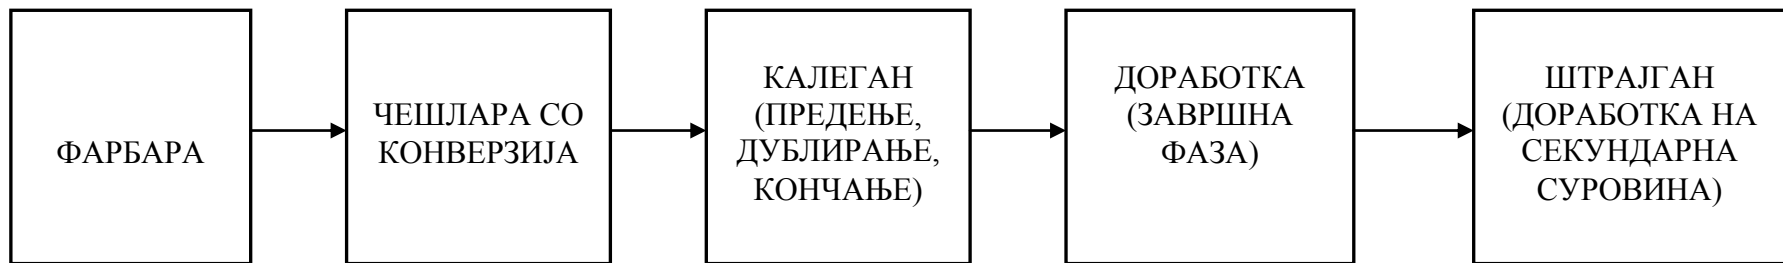 ФАРБАРА
ЧЕШЛАРА СО
КОНВЕРЗИЈА
КАЛЕГАН
(ПРЕДЕЊЕ,
ДУБЛИРАЊЕ,
КОНЧАЊЕ)
ДОРАБОТКА
(ЗАВРШНА
ФАЗА)
ШТРАЈГАН
(ДОРАБОТКА НА
СЕКУНДАРНА
СУРОВИНА)